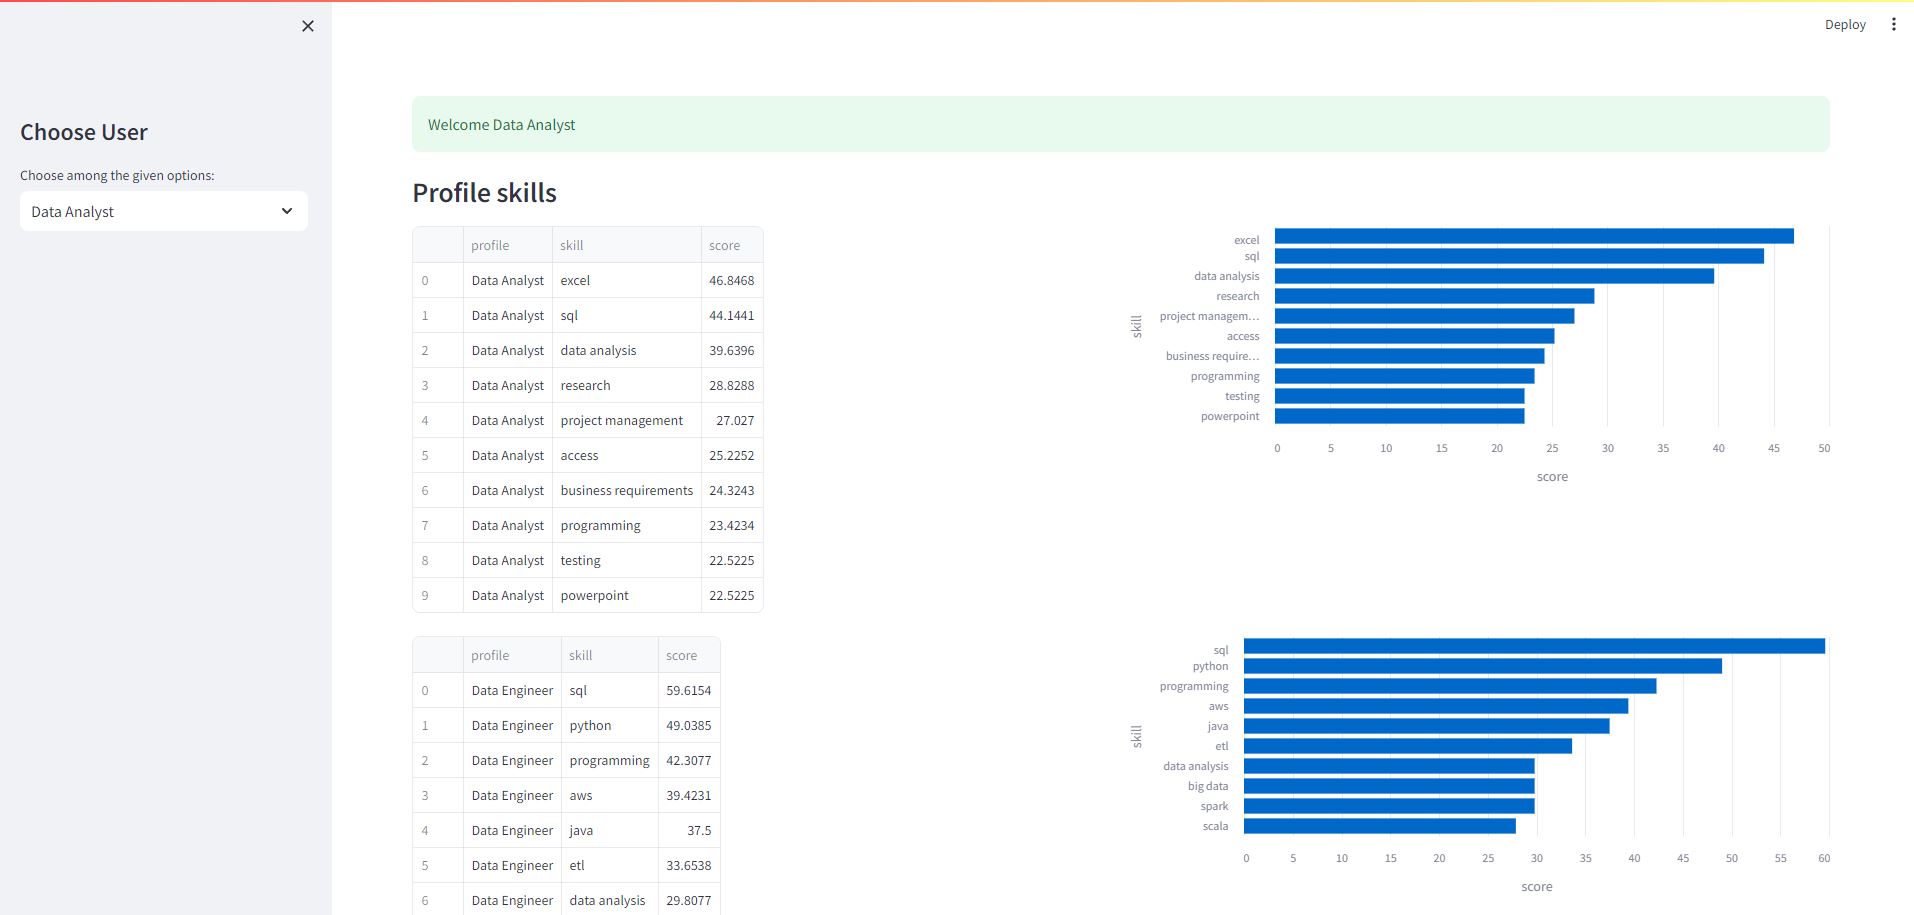 Deploy
Choose User
Choose among the given options:
Data Analyst
Welcome Data Analyst
Profile skills
profile skill score
0 Data Analyst excel 46.8468
1 Data Analyst sql 44.1441
2 Data Analyst data analysis 39.6396
3 Data Analyst research 28.8288
4 Data Analyst project management 27.027
5 Data Analyst access 25.2252
6 Data Analyst business requirements 24.3243
7 Data Analyst programming 23.4234
8 Data Analyst testing 22.5225
9 Data Analyst powerpoint 22.5225
skill
excel
sql
data analysis
research
project managem…
access
business require…
programming
testing
powerpoint
0 5 10 15 20 25 30 35 40 45 50
score
profile skill score
0 Data Engineer sql 59.6154
1 Data Engineer python 49.0385
2 Data Engineer programming 42.3077
3 Data Engineer aws 39.4231
4 Data Engineer java 37.5
5 Data Engineer etl 33.6538
6 Data Engineer data analysis 29.8077
skill
sql
python
programming
aws
java
etl
data analysis
big data
spark
scala
0 5 10 15 20 25 30 35 40 45 50 55 60
score